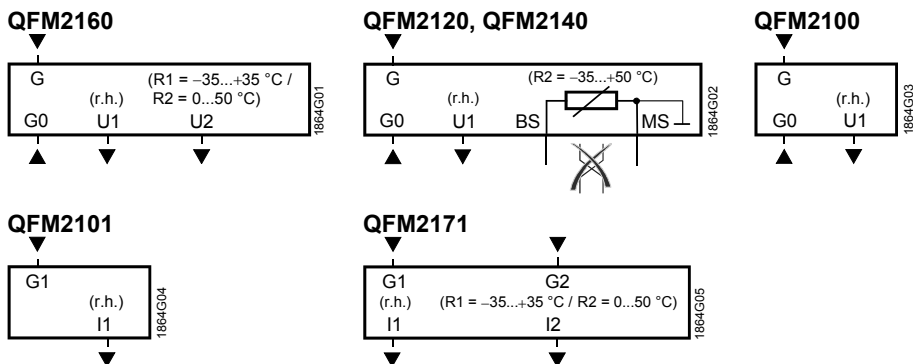 QFM2160
G
(R1 = –35...+35 °C /
R2 = 0...50 °C)
(r.h.)
G0
U1
U2
1864G01
QFM2120, QFM2140
G
(R2 = –35...+50 °C)
(r.h.)
G0
U1
BS
MS
1864G02
QFM2100
G
(r.h.)
G0
U1
1864G03
QFM2101
G1
(r.h.)
I1
1864G04
QFM2171
G1
G2
(r.h.)
(R1 = –35...+35 °C / R2 = 0...50 °C)
I1
I2
1864G05